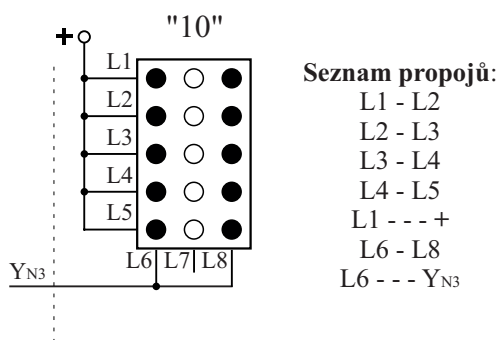 "10"
+
L1
L2
L3
L4
L5
L6 L7 L8
YN3
Seznam propojů:
L1 - L2
L2 - L3
L3 - L4
L4 - L5
L1 - - - +
L6 - L8
L6 - - - YN3